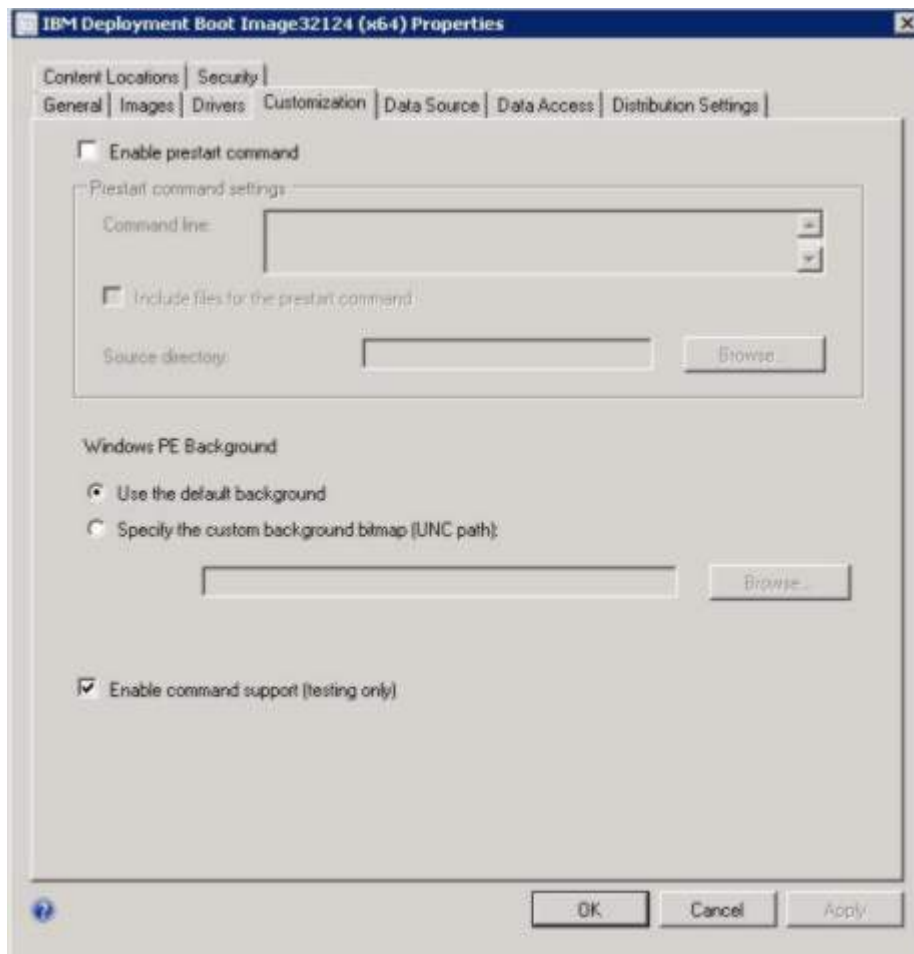 IBM Deployment Boot Image32124 (x64) Properties
Content Locations Security
General Images Drivers Customization Data Source Data Access Distribution Settings
Enable prestart command
Prestart command settings
Command line:
Include files for the prestart command
Source directory: Browse...
Windows PE Background
Use the default background
Specify the custom background bitmap (UNC path):
Browse...
Enable command support (testing only)
OK Cancel Apply